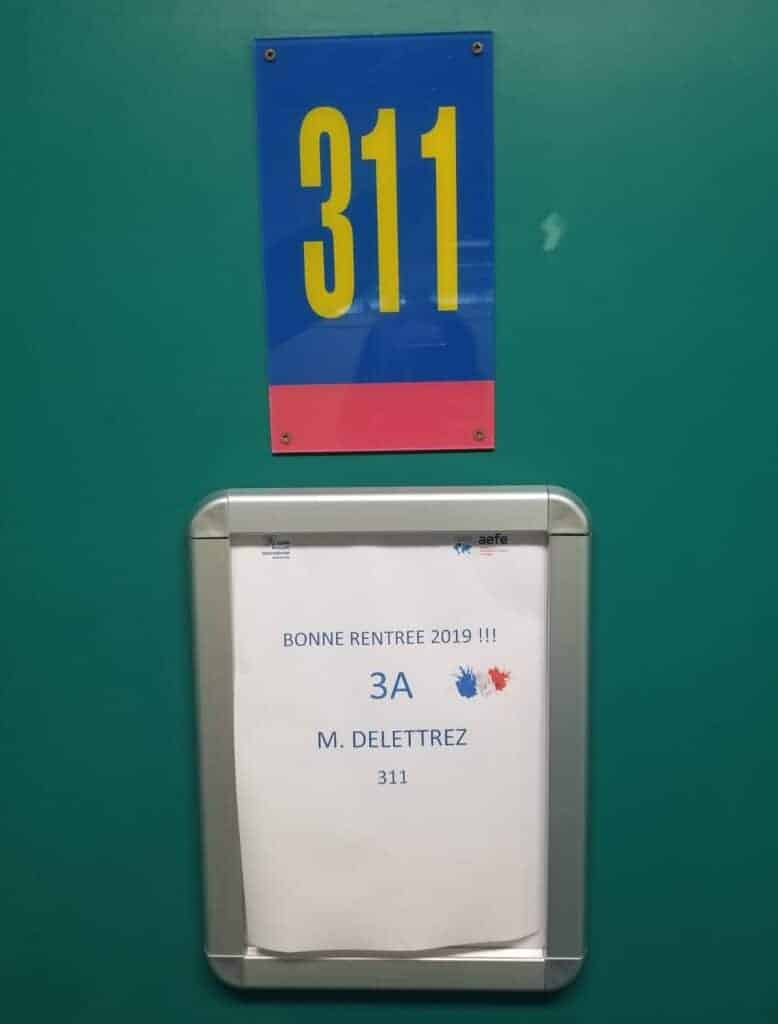 311
aefe
BONNE RENTREE 2019 !!!
3A
M. DELETTREZ
311